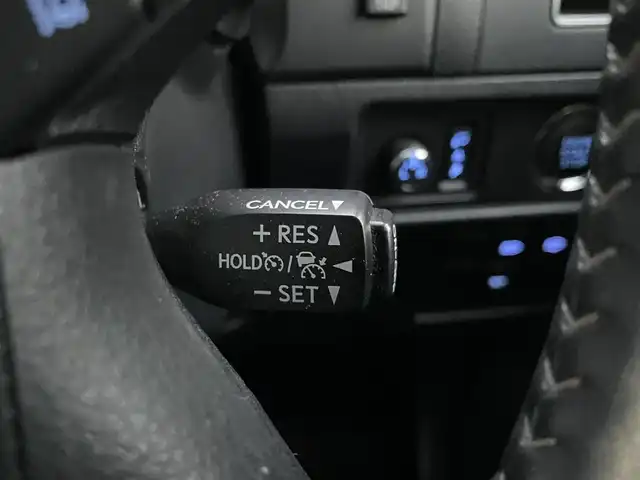 CANCEL▼
+ RES ▲
HOLD / ◄
− SET ▼